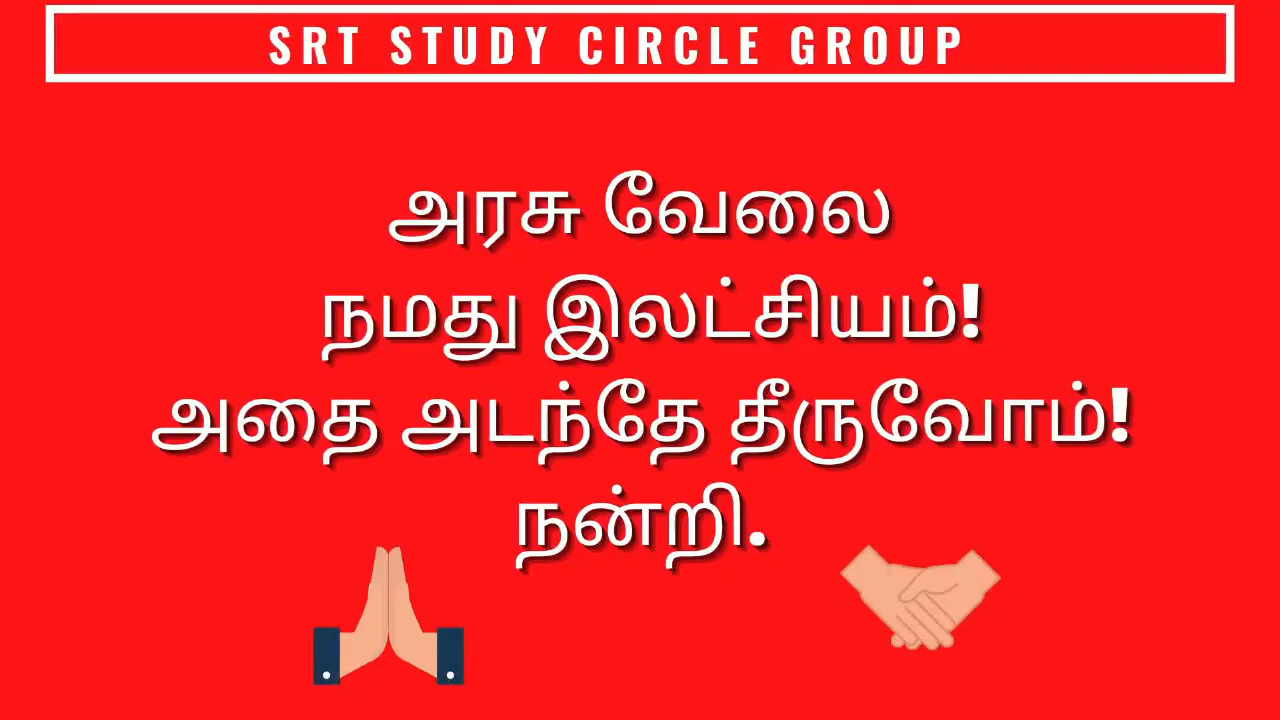 SRT STUDY CIRCLE GROUP
அரசு வேலை
நமது இலட்சியம்!
அதை அடந்தே தீருவோம்!
நன்றி.